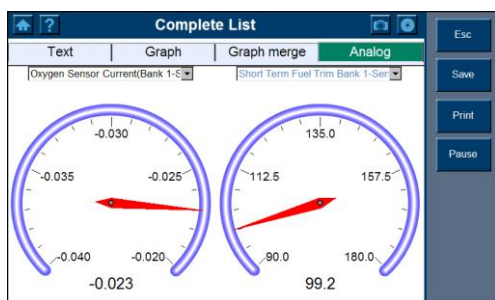 ? Complete List
Esc
Text Graph Graph merge Analog
Oxygen Sensor Current(Bank 1-S Short Term Fuel Trim Bank 1-Ser
Save
-0.030 135.0
Print
-0.035 -0.025 112.5 157.5
Pause
-0.040 -0.020 90.0 180.0
-0.023 99.2